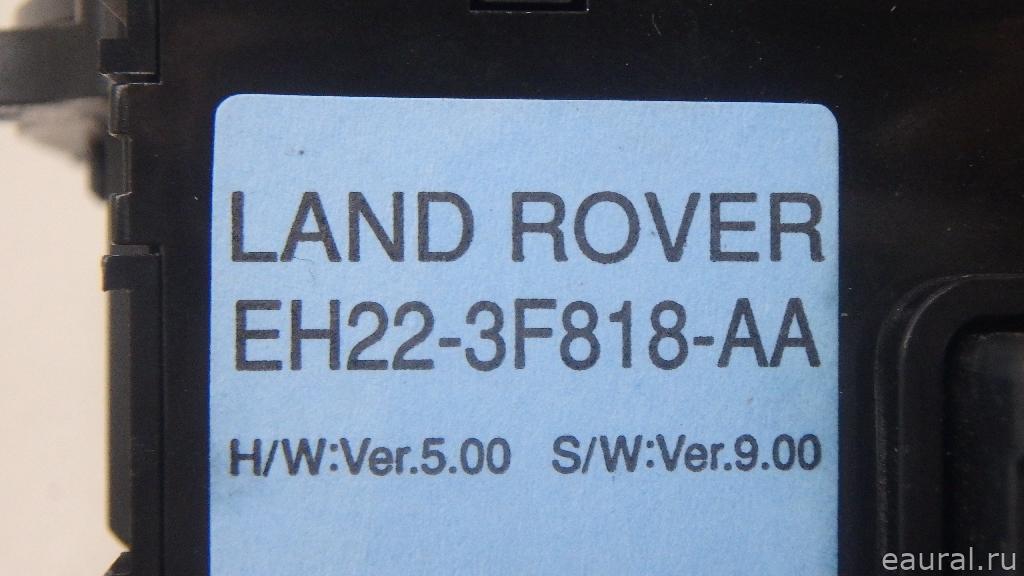 LAND ROVER
EH22-3F818-AA
H/W:Ver.5.00 S/W:Ver.9.00
eaural.ru